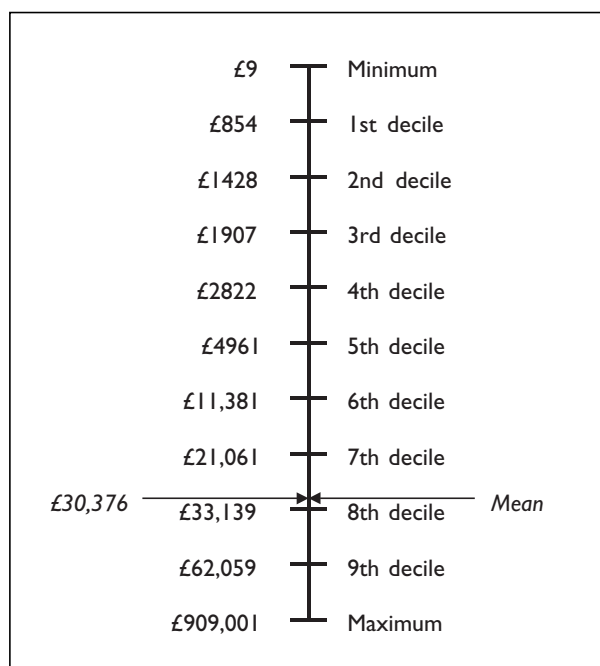 £9 Minimum
£854 1st decile
£1428 2nd decile
£1907 3rd decile
£2822 4th decile
£4961 5th decile
£11,381 6th decile
£21,061 7th decile
£30,376 Mean
£33,139 8th decile
£62,059 9th decile
£909,001 Maximum